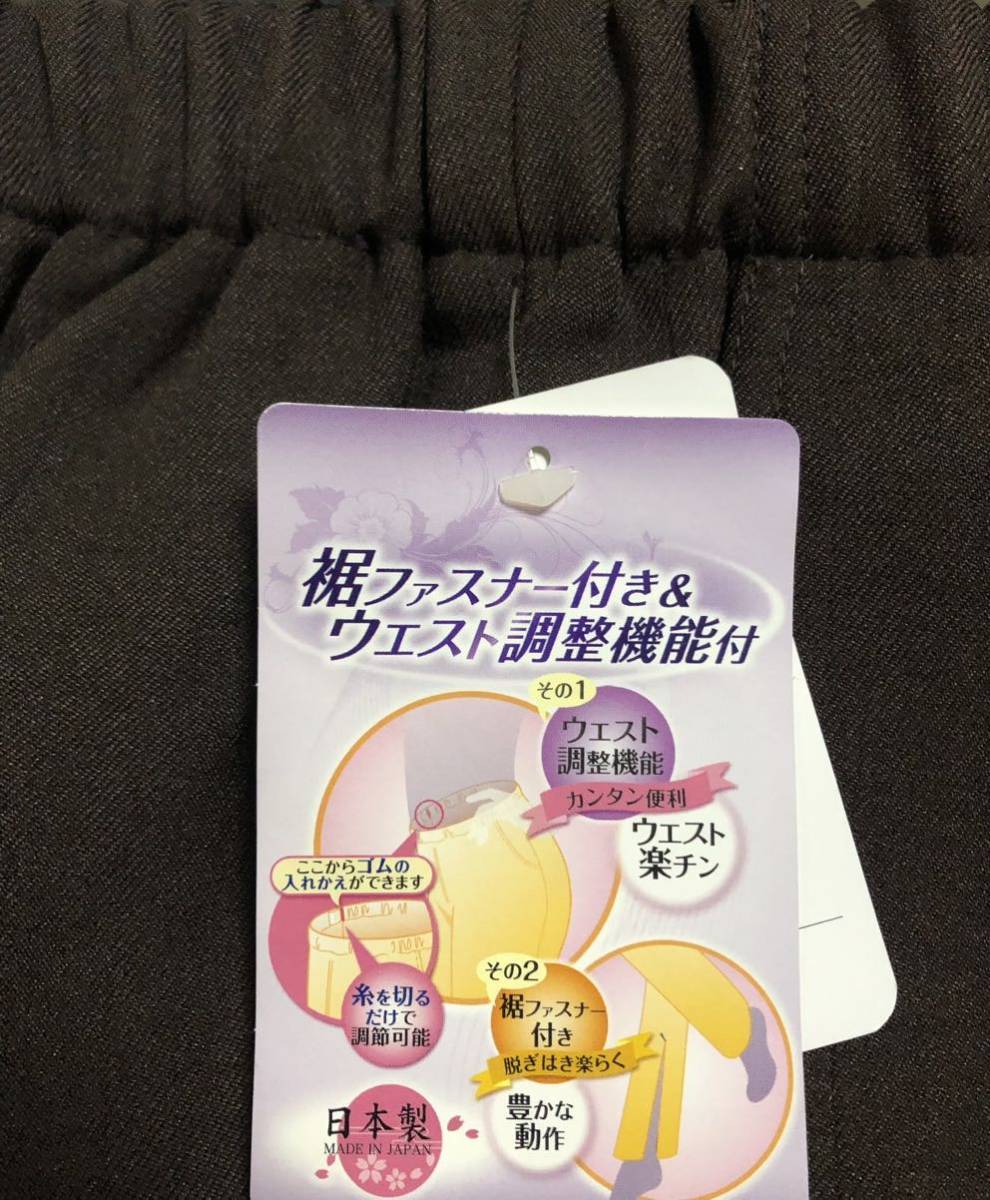 裾ファスナー付き&
ウエスト調整機能付
その1
ウエスト
調整機能
カンタン便利
ウエスト
楽チン
ここからゴムの
入れかえができます
糸を切る
だけで
調節可能
その2
裾ファスナー
付き
脱ぎはき楽らく
豊かな
動作
日本製
MADE IN JAPAN